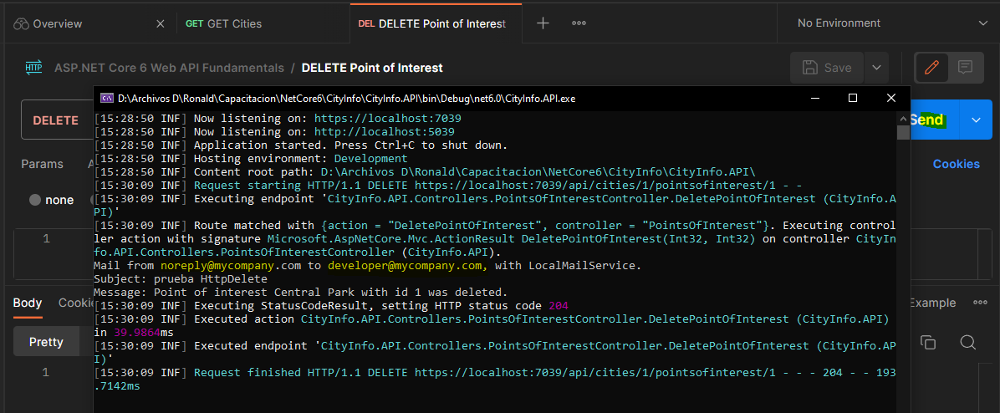 Overview
GET GET Cities
DEL DELETE Point of Interest
No Environment
HTTP ASP.NET Core 6 Web API Fundamentals / DELETE Point of Interest
Save
D:\Archivos D\Ronald\Capacitacion\NetCore6\CityInfo\CityInfo.API\bin\Debug\net6.0\CityInfo.API.exe
DELETE
Send
Params
Cookies
none
1
[15:28:50 INF] Now listening on: https://localhost:7039
[15:28:50 INF] Now listening on: http://localhost:5039
[15:28:50 INF] Application started. Press Ctrl+C to shut down.
[15:28:50 INF] Hosting environment: Development
[15:28:50 INF] Content root path: D:\Archivos D\Ronald\Capacitacion\NetCore6\CityInfo\CityInfo.API\
[15:30:09 INF] Request starting HTTP/1.1 DELETE https://localhost:7039/api/cities/1/pointsofinterest/1 - -
[15:30:09 INF] Executing endpoint 'CityInfo.API.Controllers.PointsOfInterestController.DeletePointOfInterest (CityInfo.A
PI)'
[15:30:09 INF] Route matched with {action = "DeletePointOfInterest", controller = "PointsOfInterest"}. Executing control
ler action with signature Microsoft.AspNetCore.Mvc.ActionResult DeletePointOfInterest(Int32, Int32) on controller CityIn
fo.API.Controllers.PointsOfInterestController (CityInfo.API).
Mail from noreply@mycompany.com to developer@mycompany.com, with LocalMailService.
Subject: prueba HttpDelete
Message: Point of interest Central Park with id 1 was deleted.
[15:30:09 INF] Executing StatusCodeResult, setting HTTP status code 204
[15:30:09 INF] Executed action CityInfo.API.Controllers.PointsOfInterestController.DeletePointOfInterest (CityInfo.API)
in 39.9864ms
[15:30:09 INF] Executed endpoint 'CityInfo.API.Controllers.PointsOfInterestController.DeletePointOfInterest (CityInfo.AP
I)'
[15:30:09 INF] Request finished HTTP/1.1 DELETE https://localhost:7039/api/cities/1/pointsofinterest/1 - - - 204 - - 193
.7142ms
Body
Cooki
Example
Pretty
1